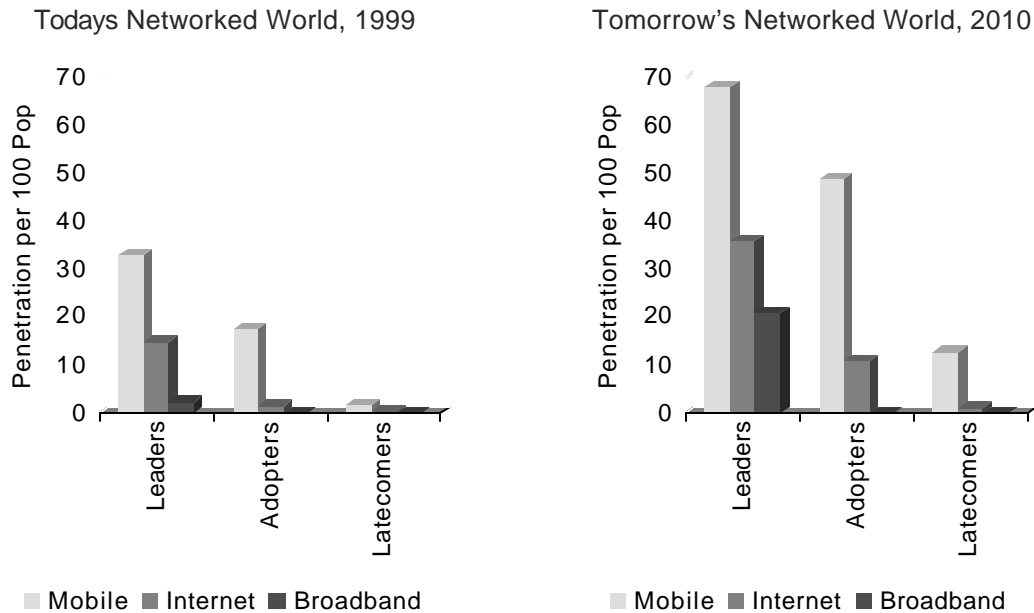 Todays Networked World, 1999
Penetration per 100 Pop
70
60
50
40
30
20
10
0
Leaders
Adopters
Latecomers
Mobile Internet Broadband
Tomorrow's Networked World, 2010
Penetration per 100 Pop
70
60
50
40
30
20
10
0
Leaders
Adopters
Latecomers
Mobile Internet Broadband